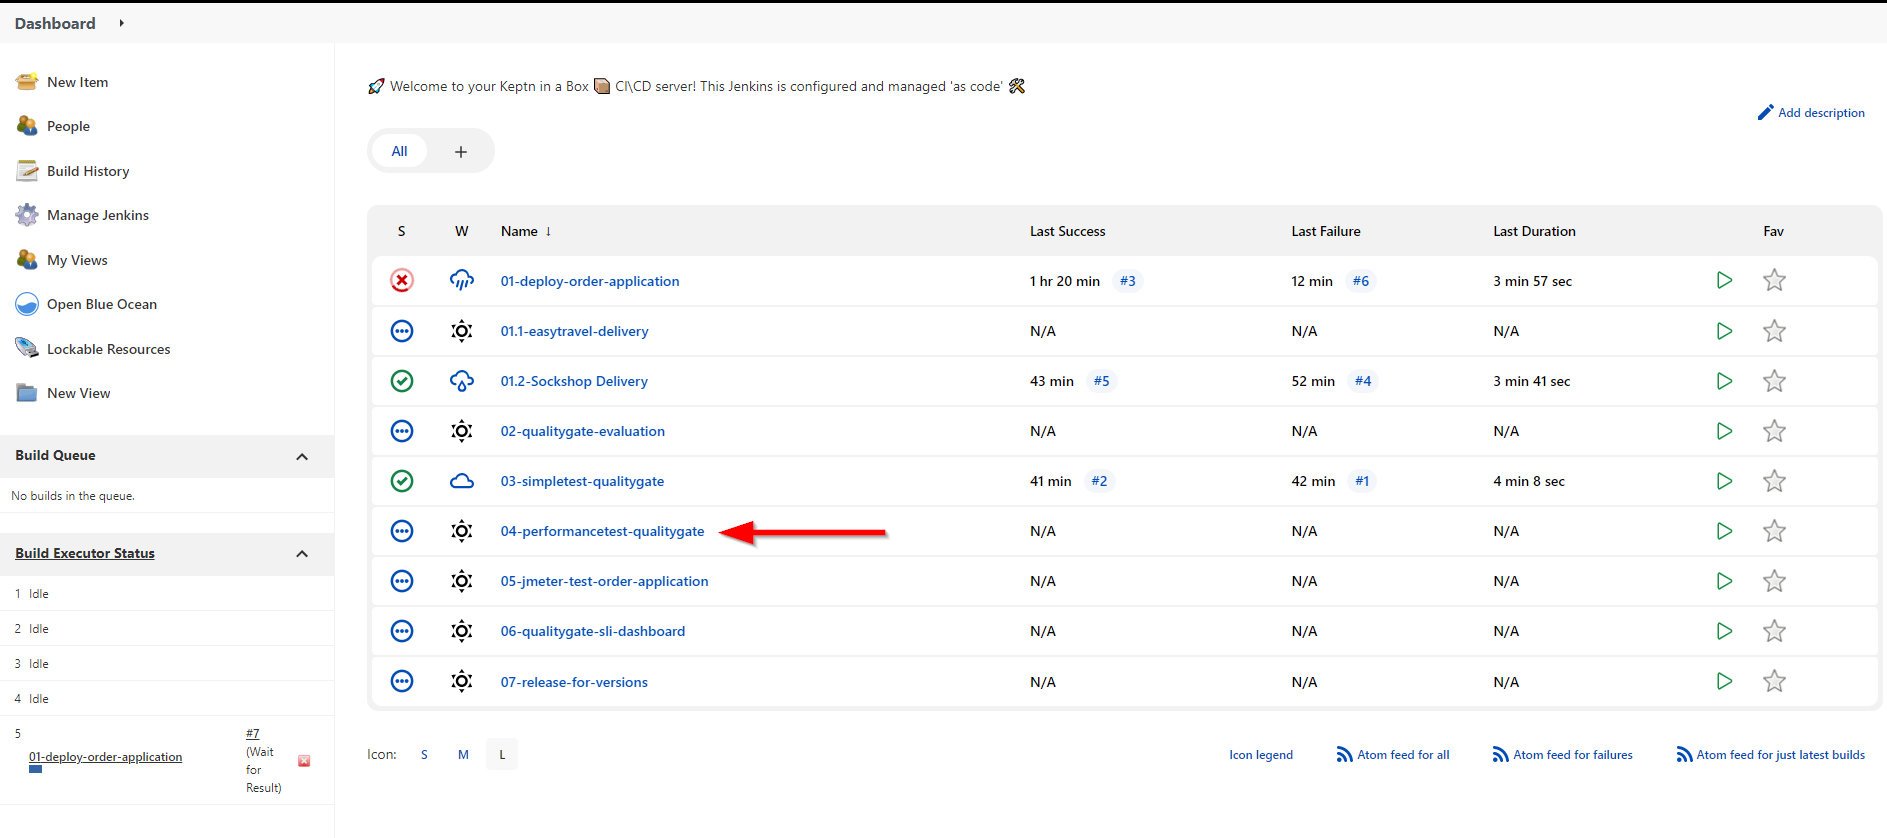 Dashboard
New Item
People
Build History
Manage Jenkins
My Views
Open Blue Ocean
Lockable Resources
New View
Build Queue
No builds in the queue.
Build Executor Status
1 Idle
2 Idle
3 Idle
4 Idle
5
01-deploy-order-application
#7
(Wait
for
Result)
Welcome to your Keptn in a Box CI\CD server! This Jenkins is configured and managed 'as code'
Add description
All +
S W Name ↓ Last Success Last Failure Last Duration Fav
01-deploy-order-application 1 hr 20 min #3 12 min #6 3 min 57 sec
01.1-easytravel-delivery N/A N/A N/A
01.2-Sockshop Delivery 43 min #5 52 min #4 3 min 41 sec
02-qualitygate-evaluation N/A N/A N/A
03-simpletest-qualitygate 41 min #2 42 min #1 4 min 8 sec
04-performancetest-qualitygate N/A N/A N/A
05-jmeter-test-order-application N/A N/A N/A
06-qualitygate-sli-dashboard N/A N/A N/A
07-release-for-versions N/A N/A N/A
Icon: S M L
Icon legend Atom feed for all Atom feed for failures Atom feed for just latest builds